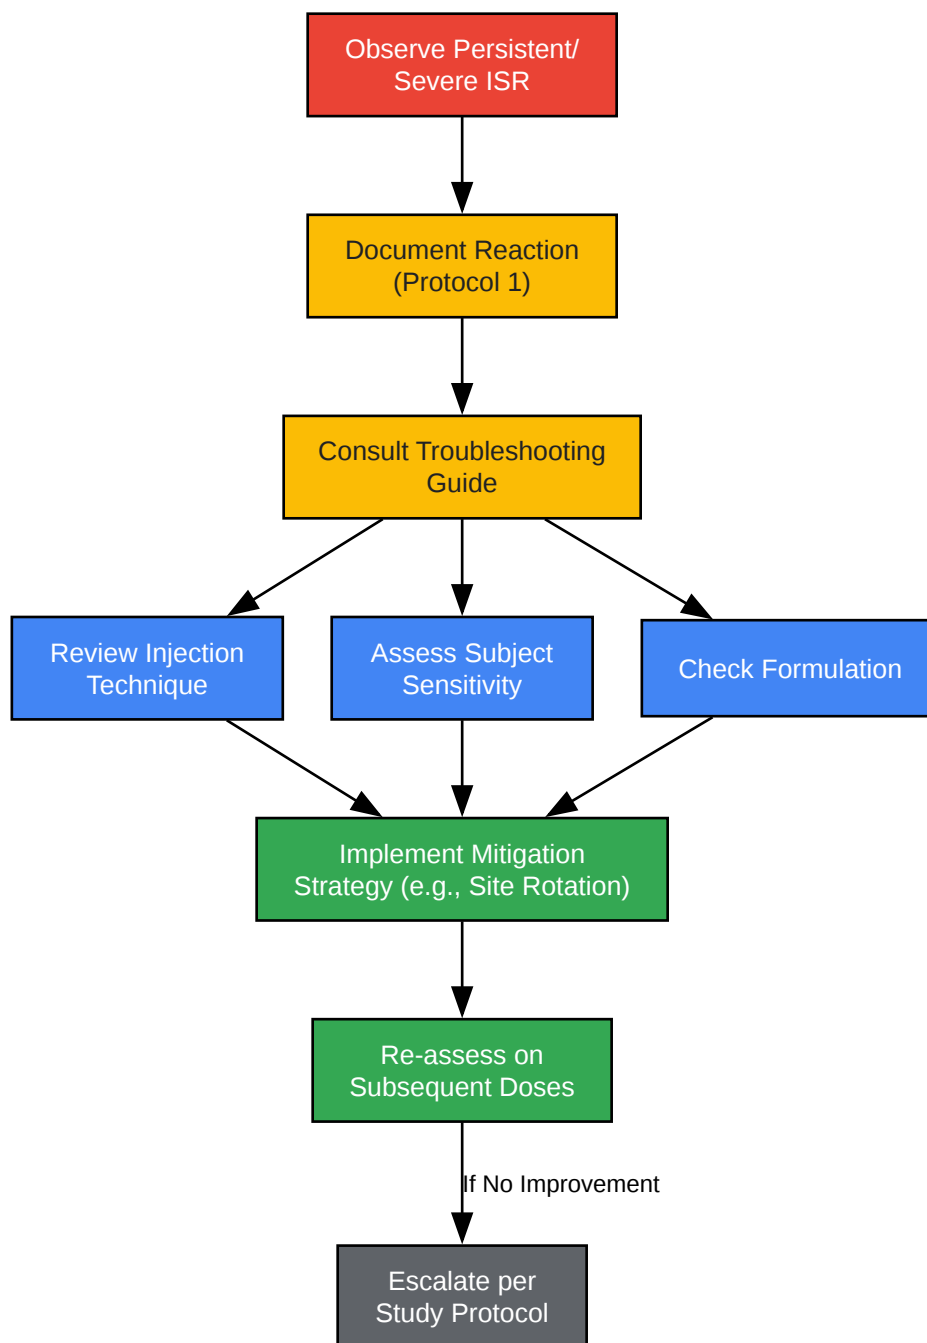 Observe Persistent/
Severe ISR
Document Reaction
(Protocol 1)
Consult Troubleshooting
Guide
Review Injection
Technique
Assess Subject
Sensitivity
Check Formulation
Implement Mitigation
Strategy (e.g., Site Rotation)
Re-assess on
Subsequent Doses
If No Improvement
Escalate per
Study Protocol